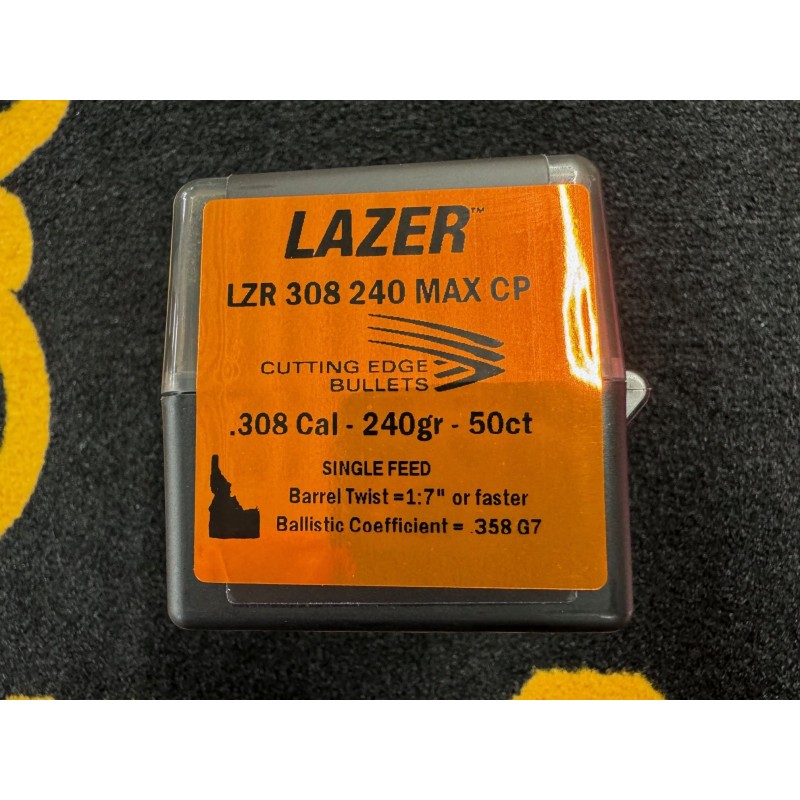 LAZER™
LZR 308 240 MAX CP
CUTTING EDGE
BULLETS
.308 Cal - 240gr - 50ct
SINGLE FEED
Barrel Twist =1:7" or faster
Ballistic Coefficient = .358 G7